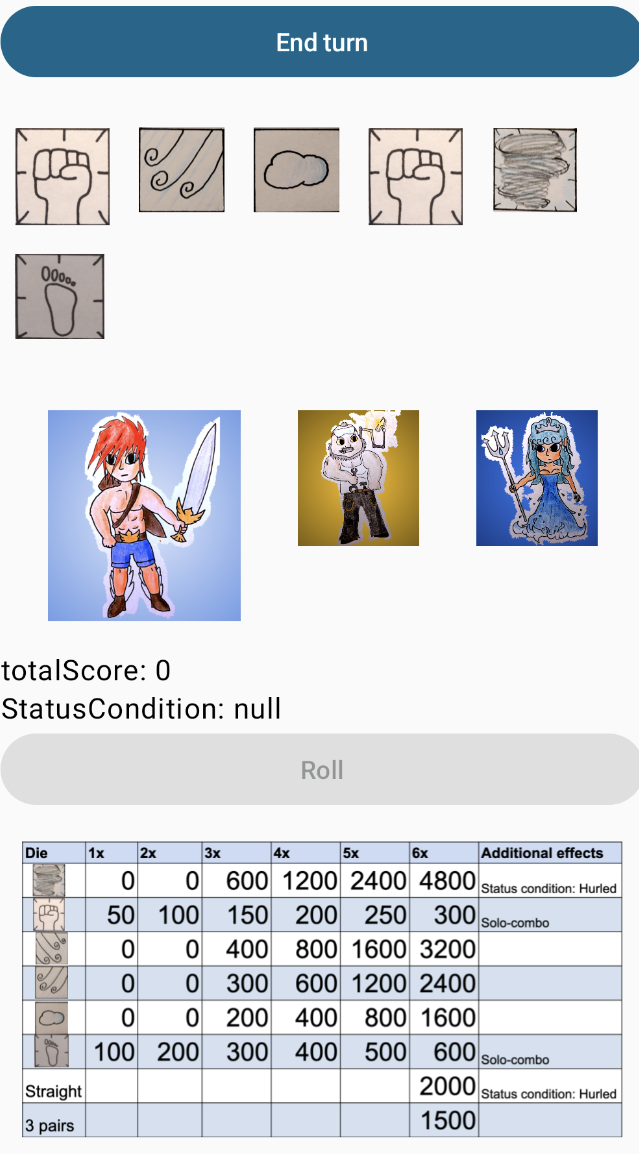 End turn
totalScore: 0
StatusCondition: null
Roll
Die 1x 2x 3x 4x 5x 6x Additional effects
0 0 600 1200 2400 4800 Status condition: Hurled
50 100 150 200 250 300 Solo-combo
0 0 400 800 1600 3200
0 0 300 600 1200 2400
0 0 200 400 800 1600
100 200 300 400 500 600 Solo-combo
Straight 2000 Status condition: Hurled
3 pairs 1500